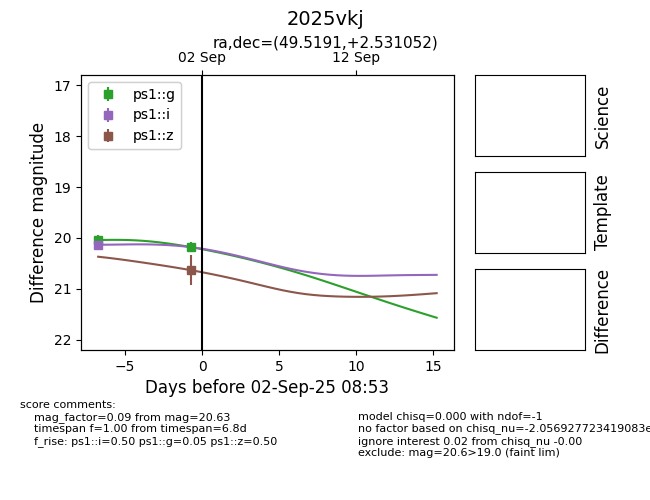 2025vkj
ra,dec=(49.5191,+2.531052)
02 Sep
12 Sep
17
18
19
20
21
22
Difference magnitude
ps1::g
ps1::i
ps1::z
−5
0
5
10
15
Days before 02-Sep-25 08:53
Science
Template
Difference
score comments:
mag_factor=0.09 from mag=20.63
timespan f=1.00 from timespan=6.8d
f_rise: ps1::i=0.50 ps1::g=0.05 ps1::z=0.50
model chisq=0.000 with ndof=-1
no factor based on chisq_nu=-2.056927723419083e
ignore interest 0.02 from chisq_nu -0.00
exclude: mag=20.6>19.0 (faint lim)